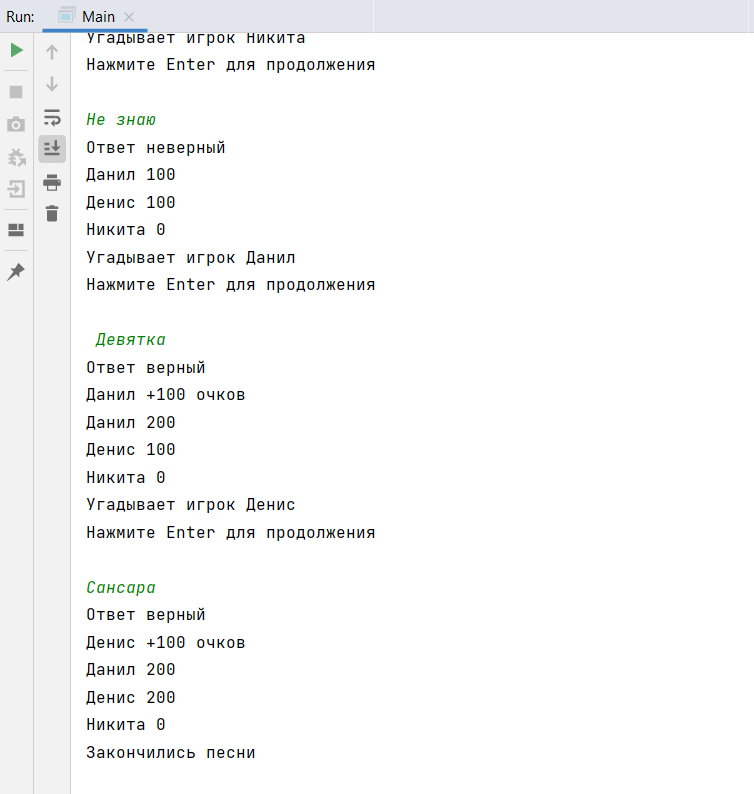 Run: Main
Угадывает игрок Никита
Нажмите Enter для продолжения
Не знаю
Ответ неверный
Данил 100
Денис 100
Никита 0
Угадывает игрок Данил
Нажмите Enter для продолжения
Девятка
Ответ верный
Данил +100 очков
Данил 200
Денис 100
Никита 0
Угадывает игрок Денис
Нажмите Enter для продолжения
Сансара
Ответ верный
Денис +100 очков
Данил 200
Денис 200
Никита 0
Закончились песни